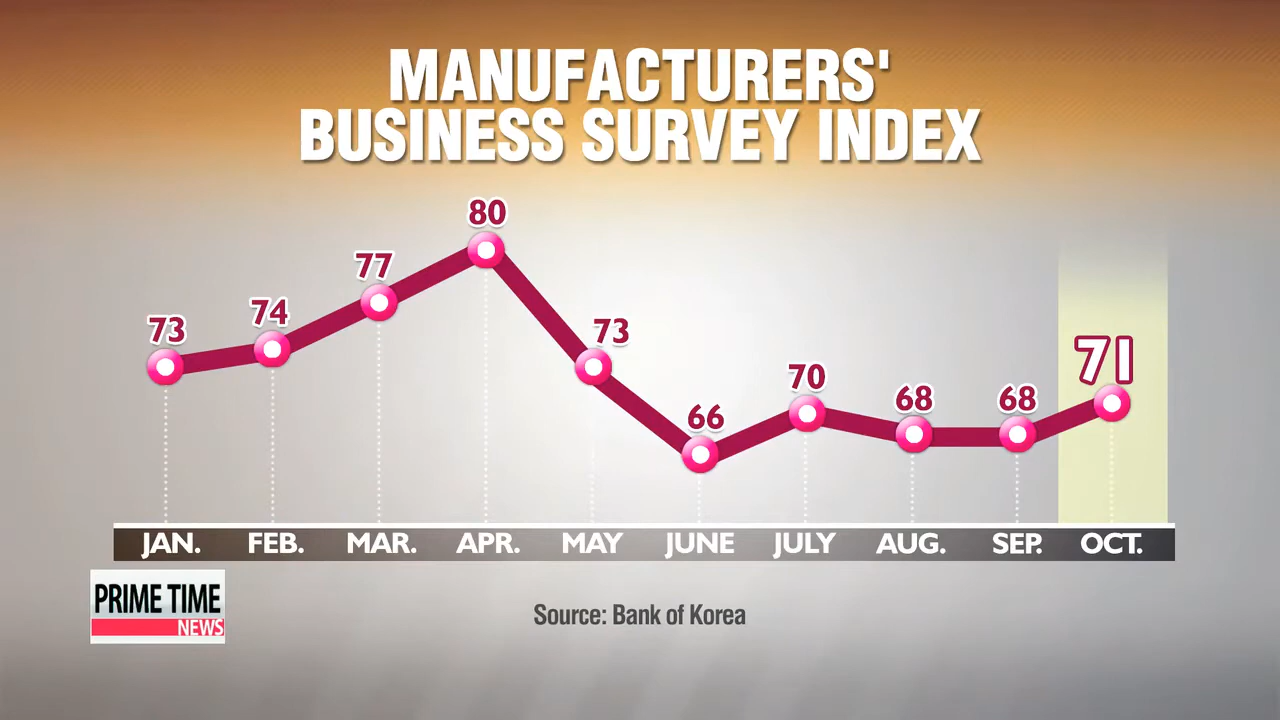 MANUFACTURERS'
BUSINESS SURVEY INDEX
80
77
74
73
73
71
70
68
68
66
JAN. FEB. MAR. APR. MAY JUNE JULY AUG. SEP. OCT.
PRIME TIME
NEWS
Source: Bank of Korea